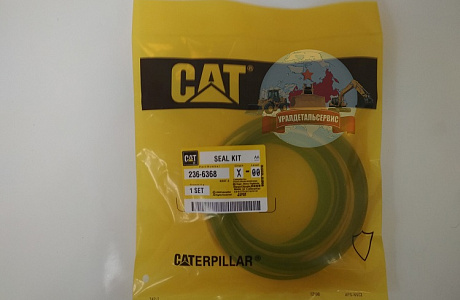 CAT®
УРАЛДЕТАЛЬСЕРВИС
CAT SEAL KIT
236-6368 X-00
1 SET
CATERPILLAR®